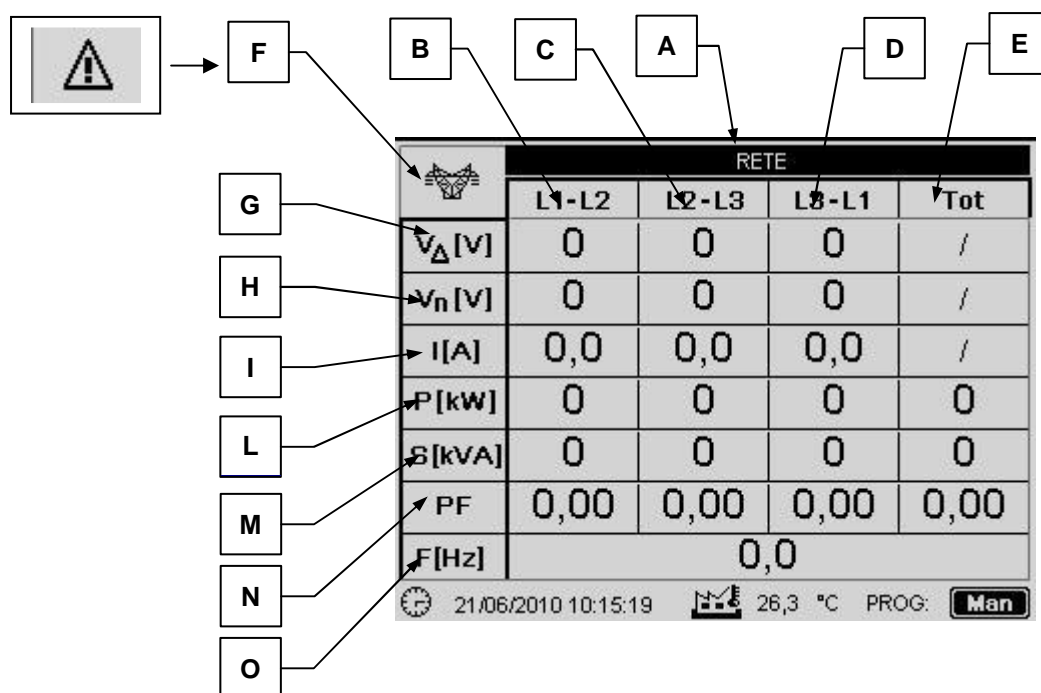 F B C A D E
RETE
L1-L2 L2-L3 L3-L1 Tot
G
VΔ[V] 0 0 0 /
H
Vn[V] 0 0 0 /
I
I[A] 0,0 0,0 0,0 /
L
P[kW] 0 0 0 0
M
S[kVA] 0 0 0 0
N
PF 0,00 0,00 0,00 0,00
O
F[Hz] 0,0
21/06/2010 10:15:19 26,3 °C PROG: Man